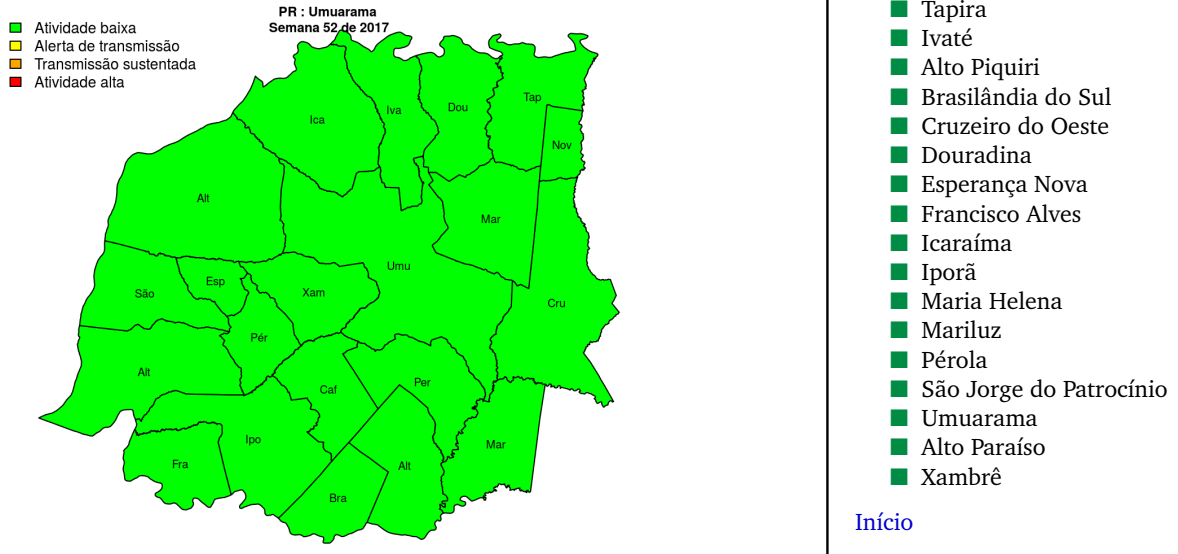 PR : Umuarama
Semana 52 de 2017
Atividade baixa
Alerta de transmissão
Transmissão sustentada
Atividade alta
Ica
Iva
Dou
Tap
Nov
Alt
Mar
Umu
Esp
São
Xam
Cru
Pér
Alt
Caf
Per
Ipo
Mar
Fra
Alt
Bra
Tapira
Ivaté
Alto Piquiri
Brasilândia do Sul
Cruzeiro do Oeste
Douradina
Esperança Nova
Francisco Alves
Icaraíma
Iporã
Maria Helena
Mariluz
Pérola
São Jorge do Patrocínio
Umuarama
Alto Paraíso
Xambrê
Início